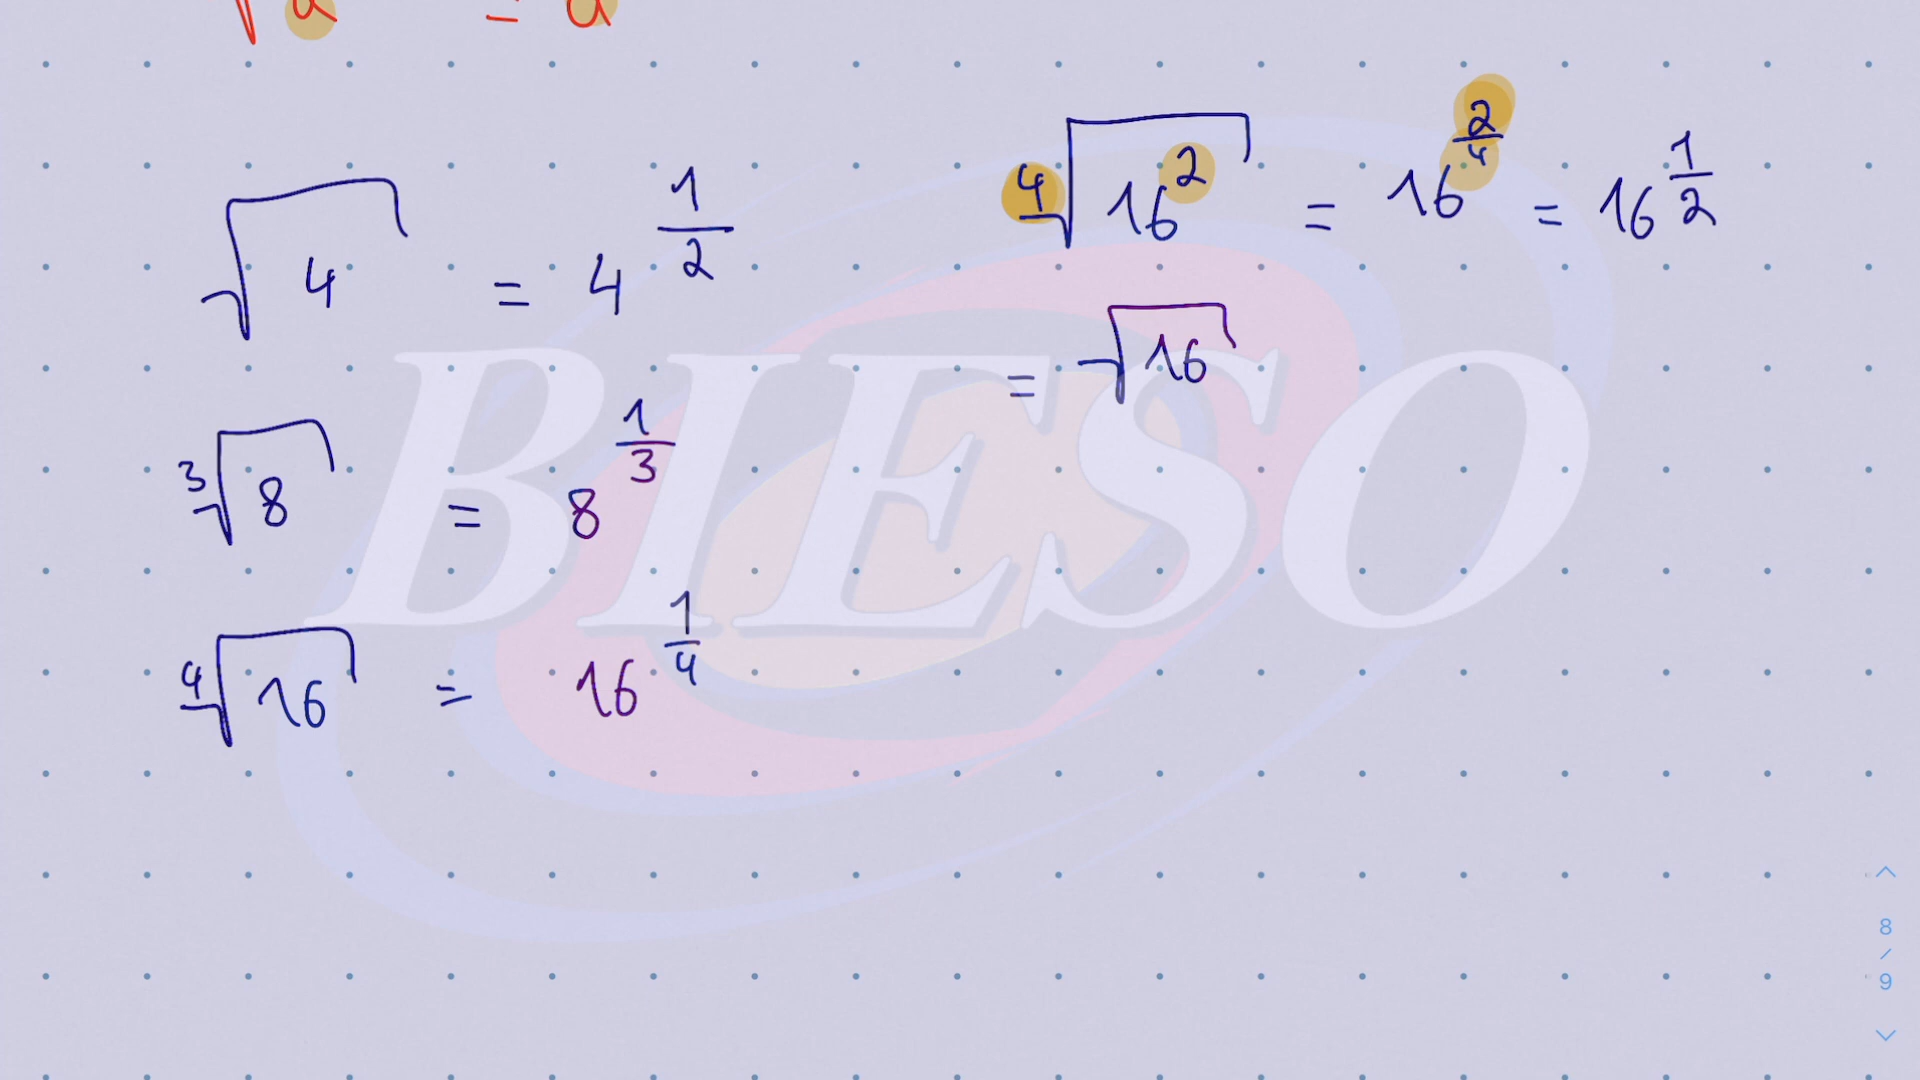 √a = a
√4 = 4^(1/2)
³√8 = 8^(1/3)
⁴√16 = 16^(1/4)
⁴√(16²) = 16^(2/4) = 16^(1/2)
= √16
BIESO
8
/
9